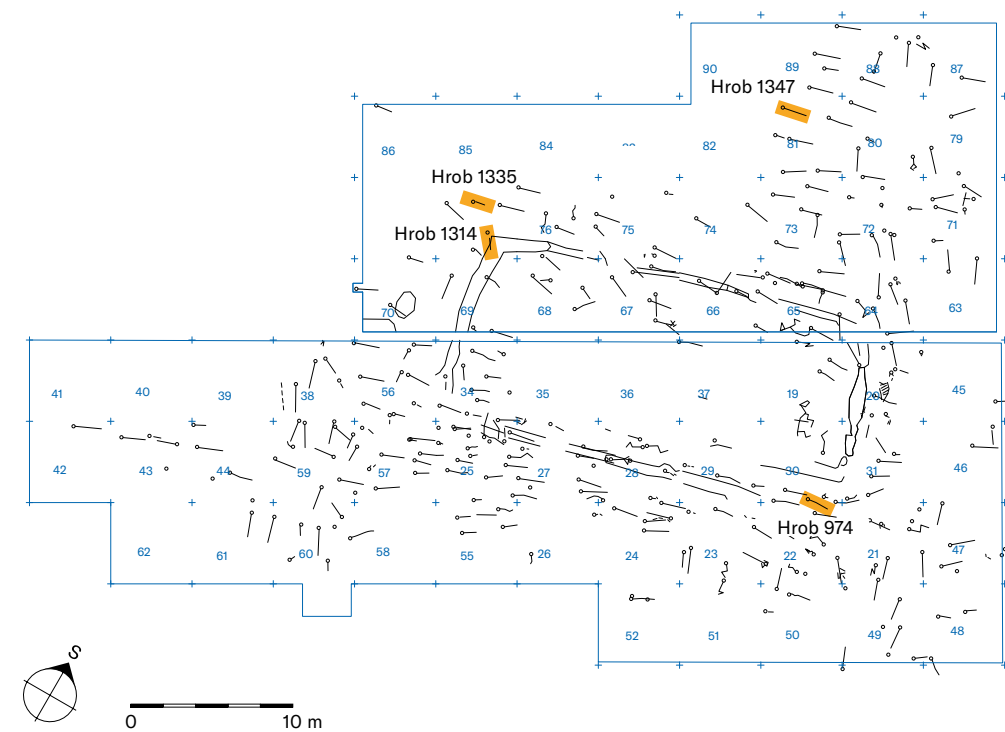 90 89 88 87
Hrob 1347
86 85 84 82 81 80 79
Hrob 1335
Hrob 1314
76 75 74 73 72 71
70 69 68 67 66 65 64 63
41 40 39 38 56 34 35 36 37 19 20 45
42 43 44 59 57 25 27 28 29 30 31 46
Hrob 974
62 61 60 58 55 26 24 23 22 21 47
52 51 50 49 48
S
0 10 m